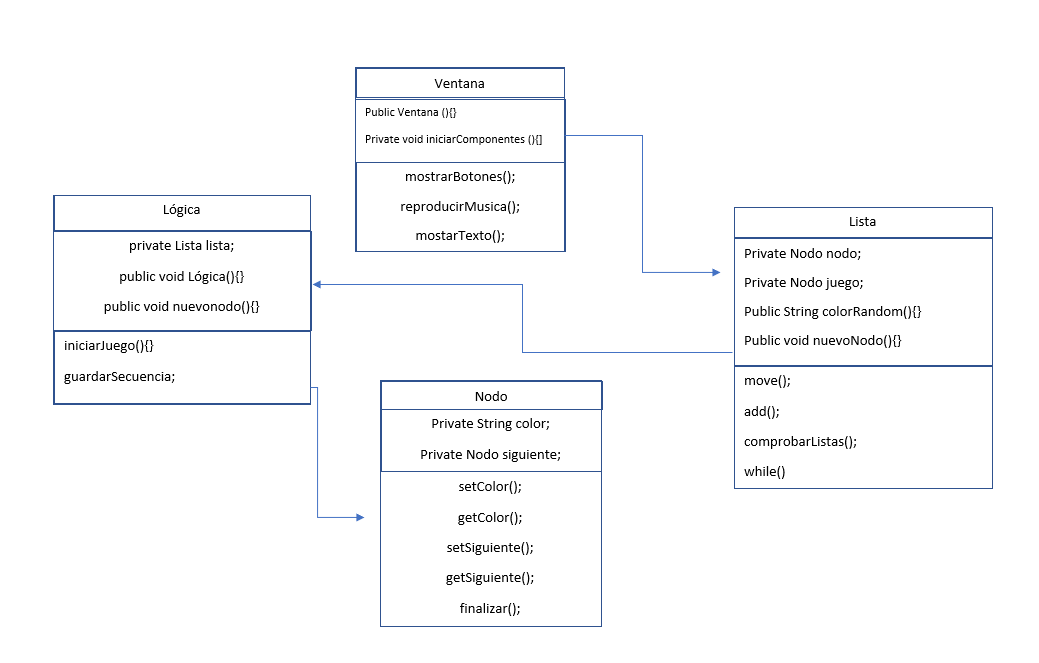 Ventana
Public Ventana (){}
Private void iniciarComponentes (){]
mostrarBotones();
reproducirMusica();
mostarTexto();
Lógica
private Lista lista;
public void Lógica(){}
public void nuevonodo(){}
iniciarJuego(){}
guardarSecuencia;
Lista
Private Nodo nodo;
Private Nodo juego;
Public String colorRandom(){}
Public void nuevoNodo(){}
move();
add();
comprobarListas();
while()
Nodo
Private String color;
Private Nodo siguiente;
setColor();
getColor();
setSiguiente();
getSiguiente();
finalizar();